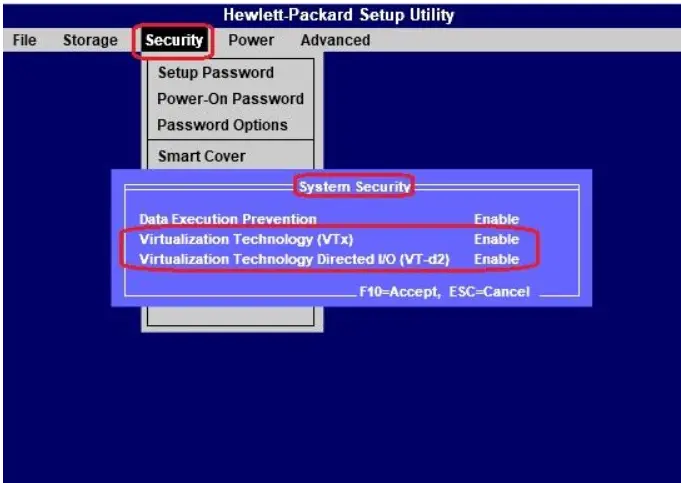 Hewlett-Packard Setup Utility
File Storage Security Power Advanced
Setup Password
Power-On Password
Password Options
Smart Cover
System Security
Data Execution Prevention Enable
Virtualization Technology (VTx) Enable
Virtualization Technology Directed I/O (VT-d2) Enable
F10=Accept, ESC=Cancel